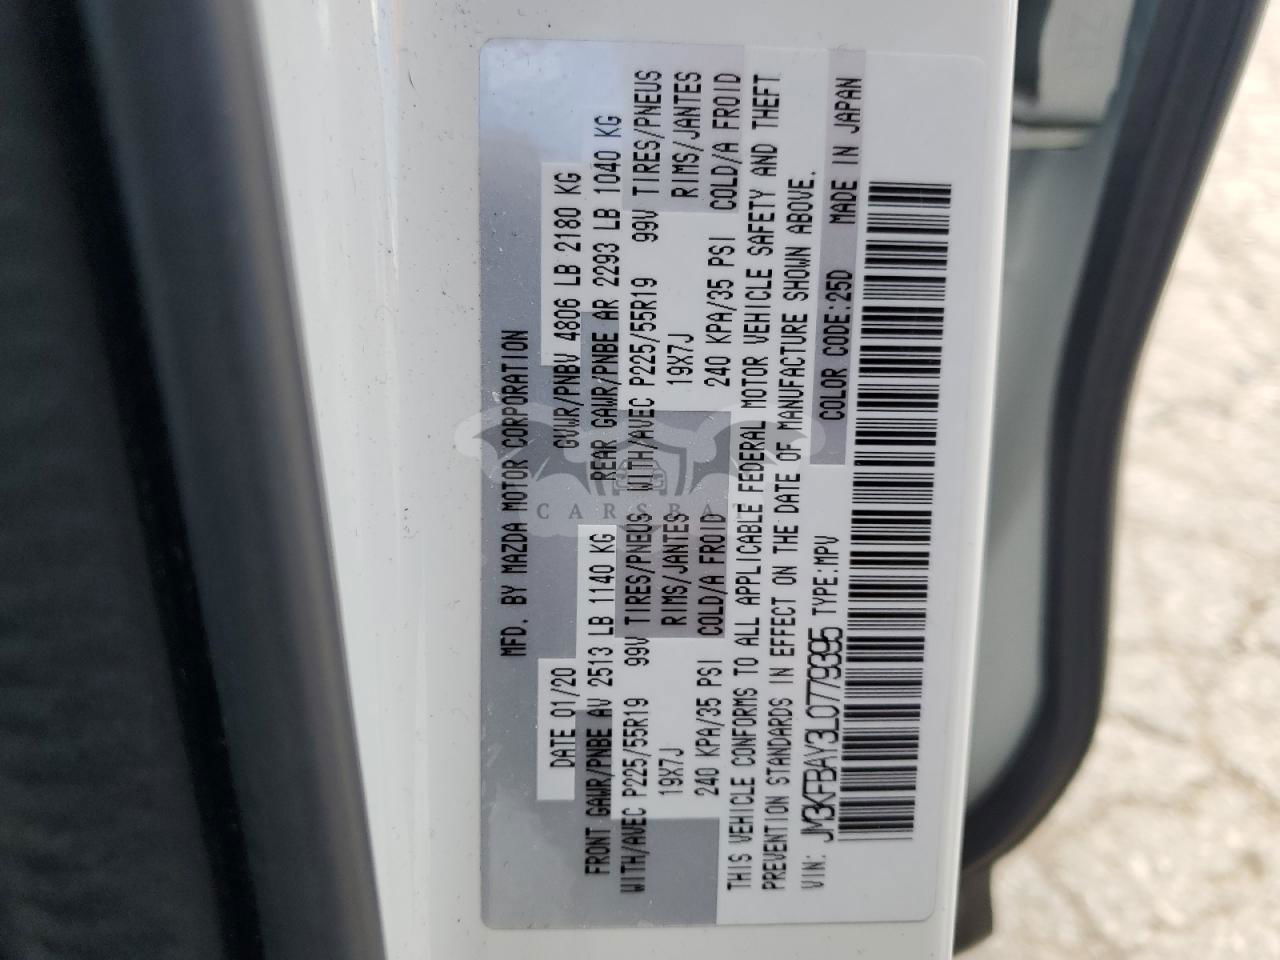 MFD. BY MAZDA MOTOR CORPORATION
DATE 01/20 GVWR/PNBV 4806 LB 2180 KG
FRONT GAWR/PNBE AV 2513 LB 1140 KG REAR GAWR/PNBE AR 2293 LB 1040 KG
WITH/AVEC P225/55R19 99V TIRES/PNEUS WITH/AVEC P225/55R19 99V TIRES/PNEUS
19X7J RIMS/JANTES 19X7J RIMS/JANTES
240 KPA/35 PSI COLD/A FROID 240 KPA/35 PSI COLD/A FROID
THIS VEHICLE CONFORMS TO ALL APPLICABLE FEDERAL MOTOR VEHICLE SAFETY AND THEFT
PREVENTION STANDARDS IN EFFECT ON THE DATE OF MANUFACTURE SHOWN ABOVE.
VIN: JM3KFBAY3L0779395 TYPE:MPV COLOR CODE:25D MADE IN JAPAN
CARSBAT